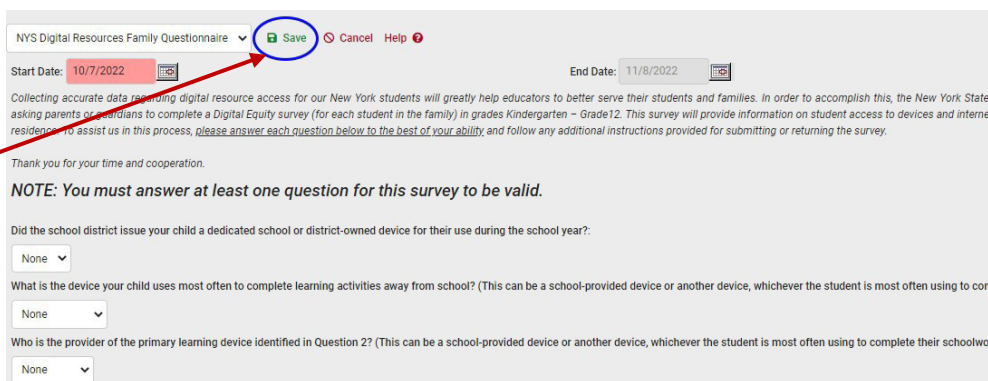 NYS Digital Resources Family Questionnaire Save Cancel Help
Start Date: 10/7/2022 End Date: 11/8/2022
Collecting accurate data regarding digital resource access for our New York students will greatly help educators to better serve their students and families. In order to accomplish this, the New York State
asking parents or guardians to complete a Digital Equity survey (for each student in the family) in grades Kindergarten – Grade12. This survey will provide information on student access to devices and interne
residence. To assist us in this process, please answer each question below to the best of your ability and follow any additional instructions provided for submitting or returning the survey.
Thank you for your time and cooperation.
NOTE: You must answer at least one question for this survey to be valid.
Did the school district issue your child a dedicated school or district-owned device for their use during the school year?:
None
What is the device your child uses most often to complete learning activities away from school? (This can be a school-provided device or another device, whichever the student is most often using to con
None
Who is the provider of the primary learning device identified in Question 2? (This can be a school-provided device or another device, whichever the student is most often using to complete their schoolwo
None